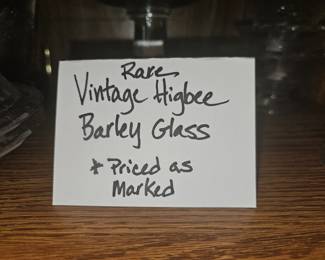 Rare
Vintage Higbee
Barley Glass
* Priced as
Marked